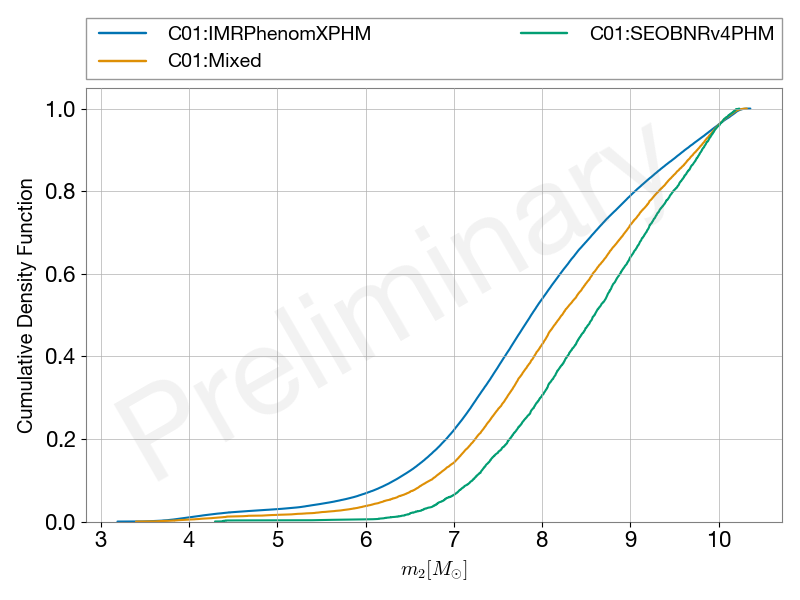 C01:IMRPhenomXPHM
C01:Mixed
C01:SEOBNRv4PHM
Preliminary
Cumulative Density Function
1.0
0.8
0.6
0.4
0.2
0.0
3 4 5 6 7 8 9 10
m₂[M⊙]